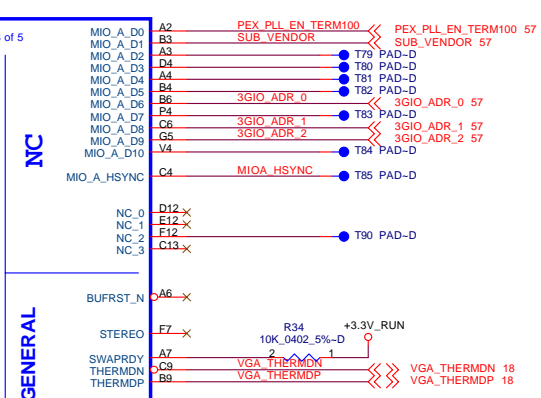 of 5
MIO_A_D0 A2 PEX_PLL_EN_TERM100 PEX_PLL_EN_TERM100 57
MIO_A_D1 B3 SUB_VENDOR SUB_VENDOR 57
MIO_A_D2 A3 T79 PAD~D
MIO_A_D3 D4 T80 PAD~D
MIO_A_D4 A4 T81 PAD~D
MIO_A_D5 B4 T82 PAD~D
MIO_A_D6 B6 3GIO_ADR_0 3GIO_ADR_0 57
MIO_A_D7 P4 T83 PAD~D
MIO_A_D8 C6 3GIO_ADR_1 3GIO_ADR_1 57
MIO_A_D9 G5 3GIO_ADR_2 3GIO_ADR_2 57
MIO_A_D10 V4 T84 PAD~D
NC
MIO_A_HSYNC C4 MIOA_HSYNC T85 PAD~D
NC_0 D12
NC_1 E12
NC_2 F12 T90 PAD~D
NC_3 C13
GENERAL
BUFRST_N A6
STEREO F7
R34 +3.3V_RUN
10K_0402_5%~D
SWAPRDY A7 2 1
THERMDN C9 VGA_THERMDN VGA_THERMDN 18
THERMDP B9 VGA_THERMDP VGA_THERMDP 18